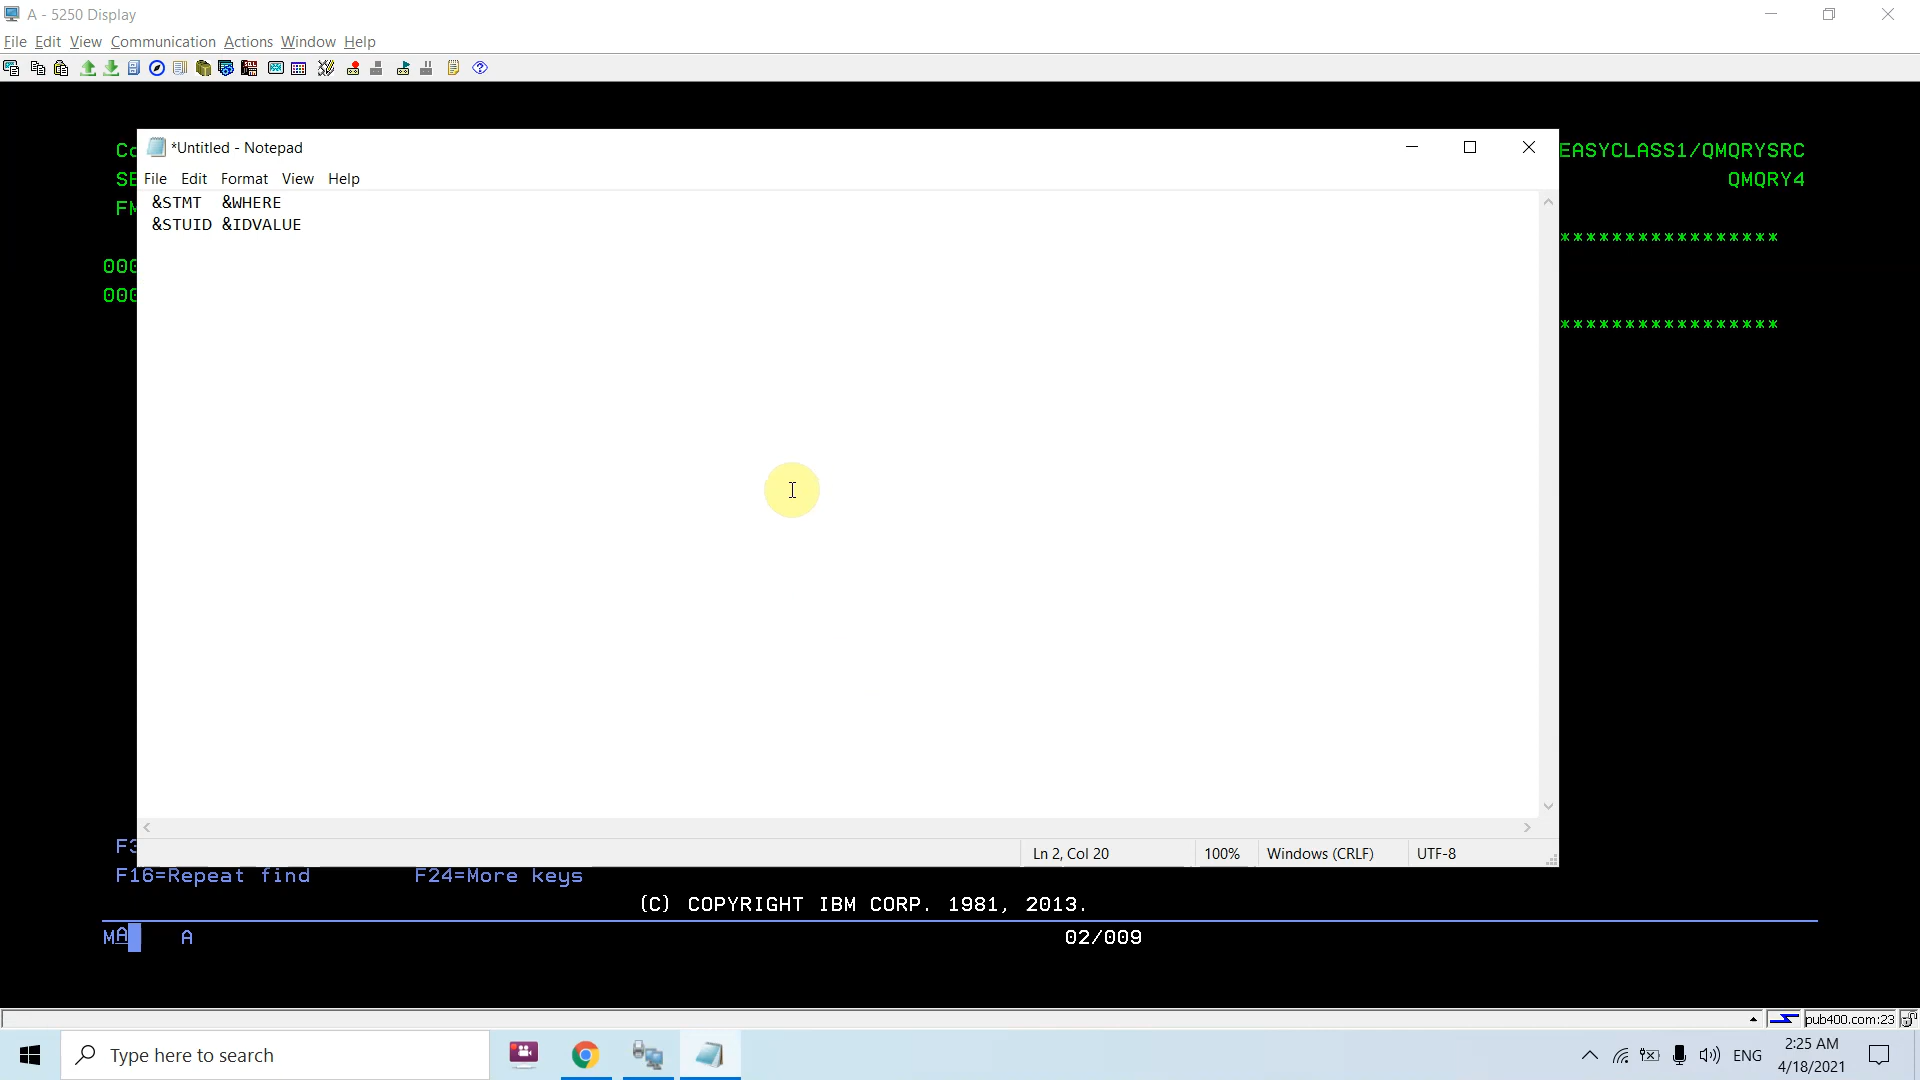 A - 5250 Display
File Edit View Communication Actions Window Help
*Untitled - Notepad
EASYCLASS1/QMQRYSRC
QMQRY4
File Edit Format View Help
&STMT &WHERE
&STUID &IDVALUE
*****************
000
000
*****************
Ln 2, Col 20 100% Windows (CRLF) UTF-8
F3
F16=Repeat find F24=More keys
(C) COPYRIGHT IBM CORP. 1981, 2013.
MA A 02/009
pub400.com:23
Type here to search
ENG
2:25 AM
4/18/2021